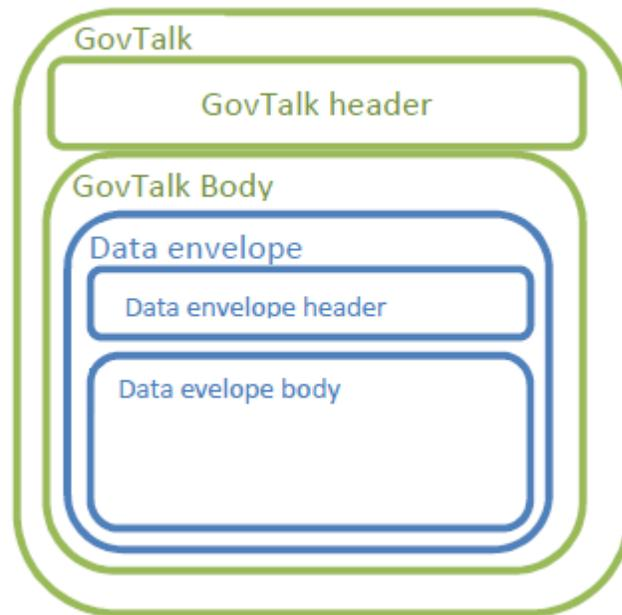 GovTalk
GovTalk header
GovTalk Body
Data envelope
Data envelope header
Data evelope body